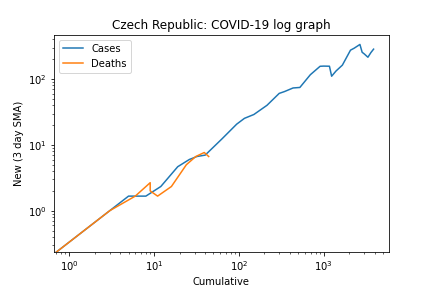 Czech Republic: COVID-19 log graph
Cases
Deaths
New (3 day SMA)
10²
10¹
10⁰
10⁰ 10¹ 10² 10³
Cumulative